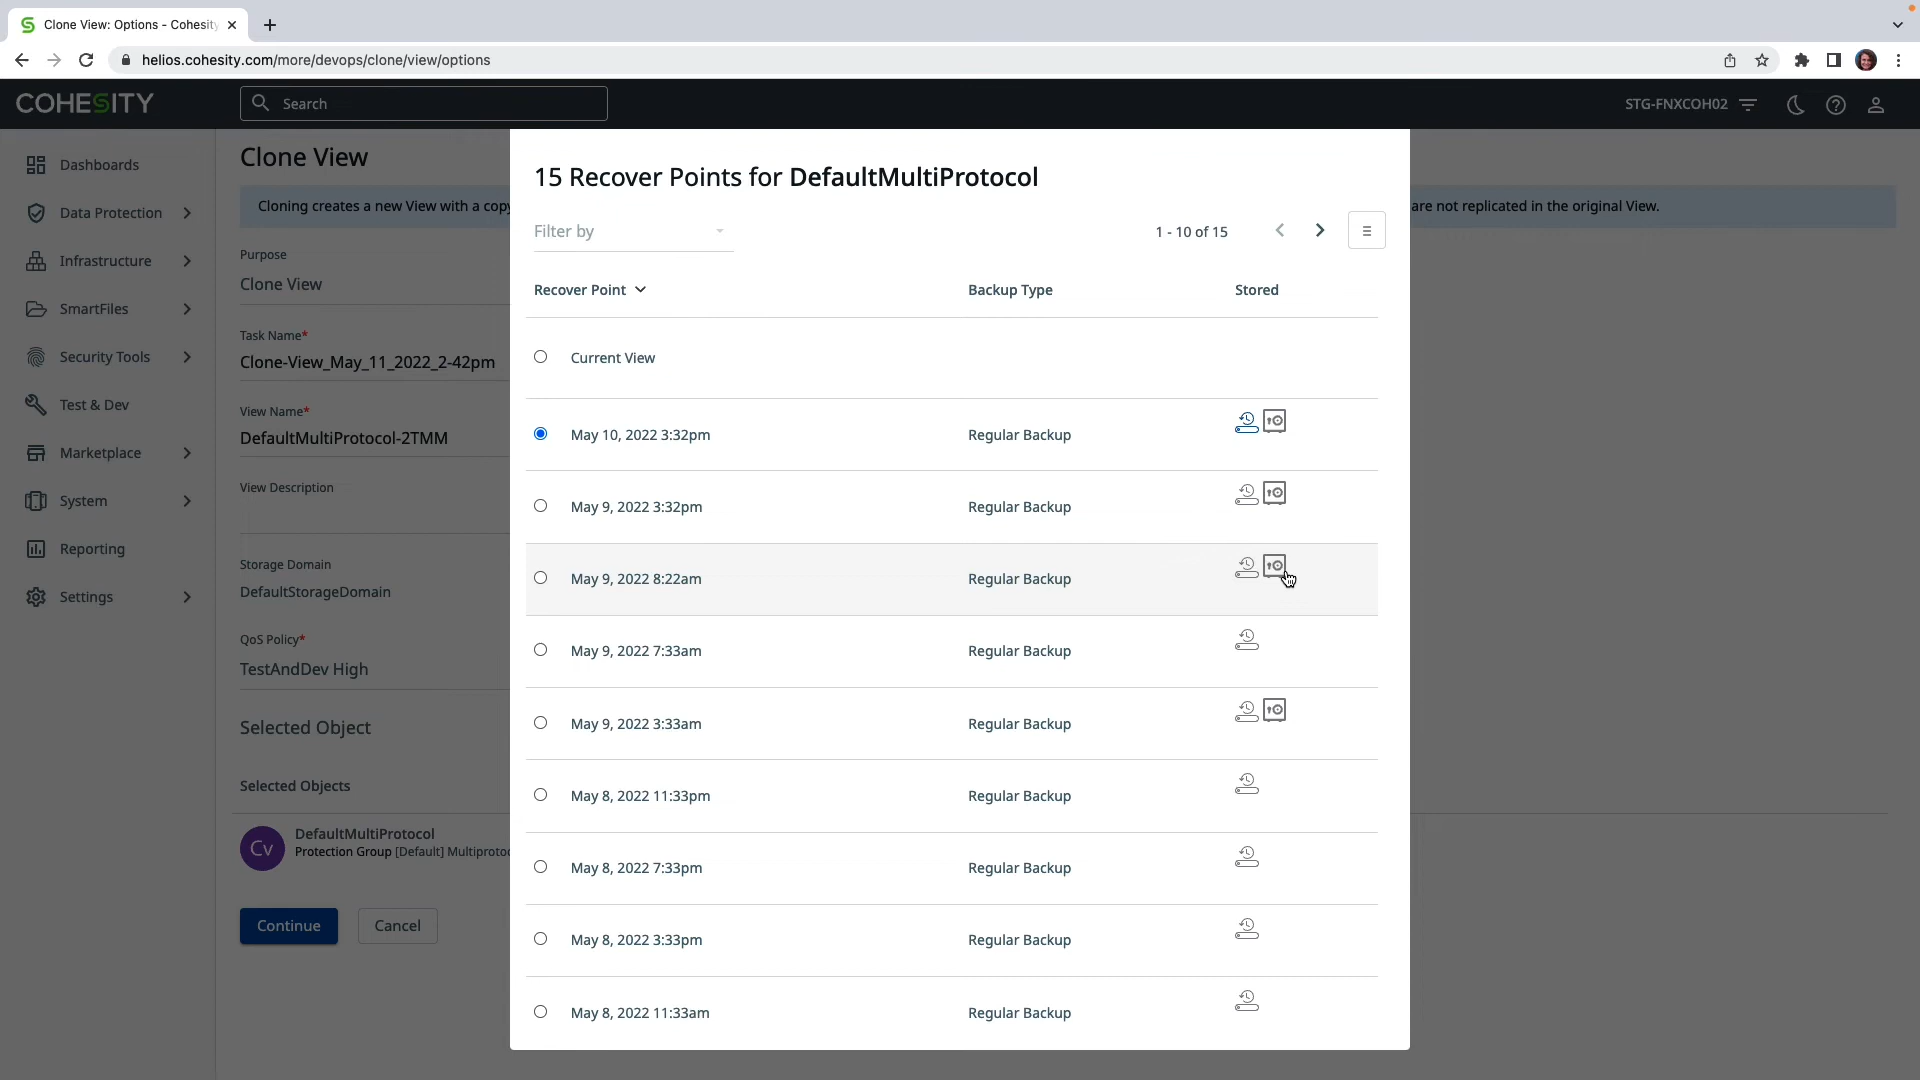 Clone View: Options - Cohesity
helios.cohesity.com/more/devops/clone/view/options
COHESITY
Search
STG-FNXCOH02
Dashboards
Data Protection
Infrastructure
SmartFiles
Security Tools
Test & Dev
Marketplace
System
Reporting
Settings
Clone View
Cloning creates a new View with a copy
are not replicated in the original View.
Purpose
Clone View
Task Name*
Clone-View_May_11_2022_2-42pm
View Name*
DefaultMultiProtocol-2TMM
View Description
Storage Domain
DefaultStorageDomain
QoS Policy*
TestAndDev High
Selected Object
Selected Objects
Cv
DefaultMultiProtocol
Protection Group [Default] Multiprotoc
Continue
Cancel
15 Recover Points for DefaultMultiProtocol
Filter by
1 - 10 of 15
Recover Point Backup Type Stored
Current View
May 10, 2022 3:32pm Regular Backup
May 9, 2022 3:32pm Regular Backup
May 9, 2022 8:22am Regular Backup
May 9, 2022 7:33am Regular Backup
May 9, 2022 3:33am Regular Backup
May 8, 2022 11:33pm Regular Backup
May 8, 2022 7:33pm Regular Backup
May 8, 2022 3:33pm Regular Backup
May 8, 2022 11:33am Regular Backup